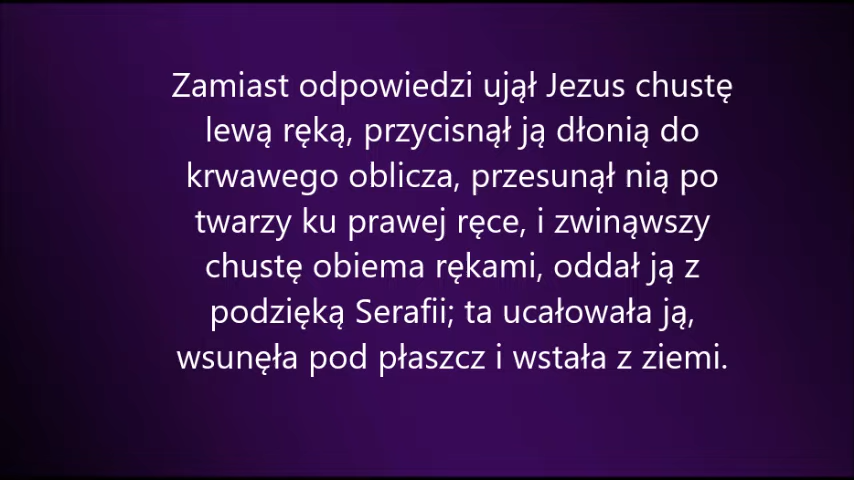 Zamiast odpowiedzi ujął Jezus chustę
lewą ręką, przycisnął ją dłonią do
krwawego oblicza, przesunął nią po
twarzy ku prawej ręce, i zwinąwszy
chustę obiema rękami, oddał ją z
podzięką Serafii; ta ucałowała ją,
wsunęła pod płaszcz i wstała z ziemi.